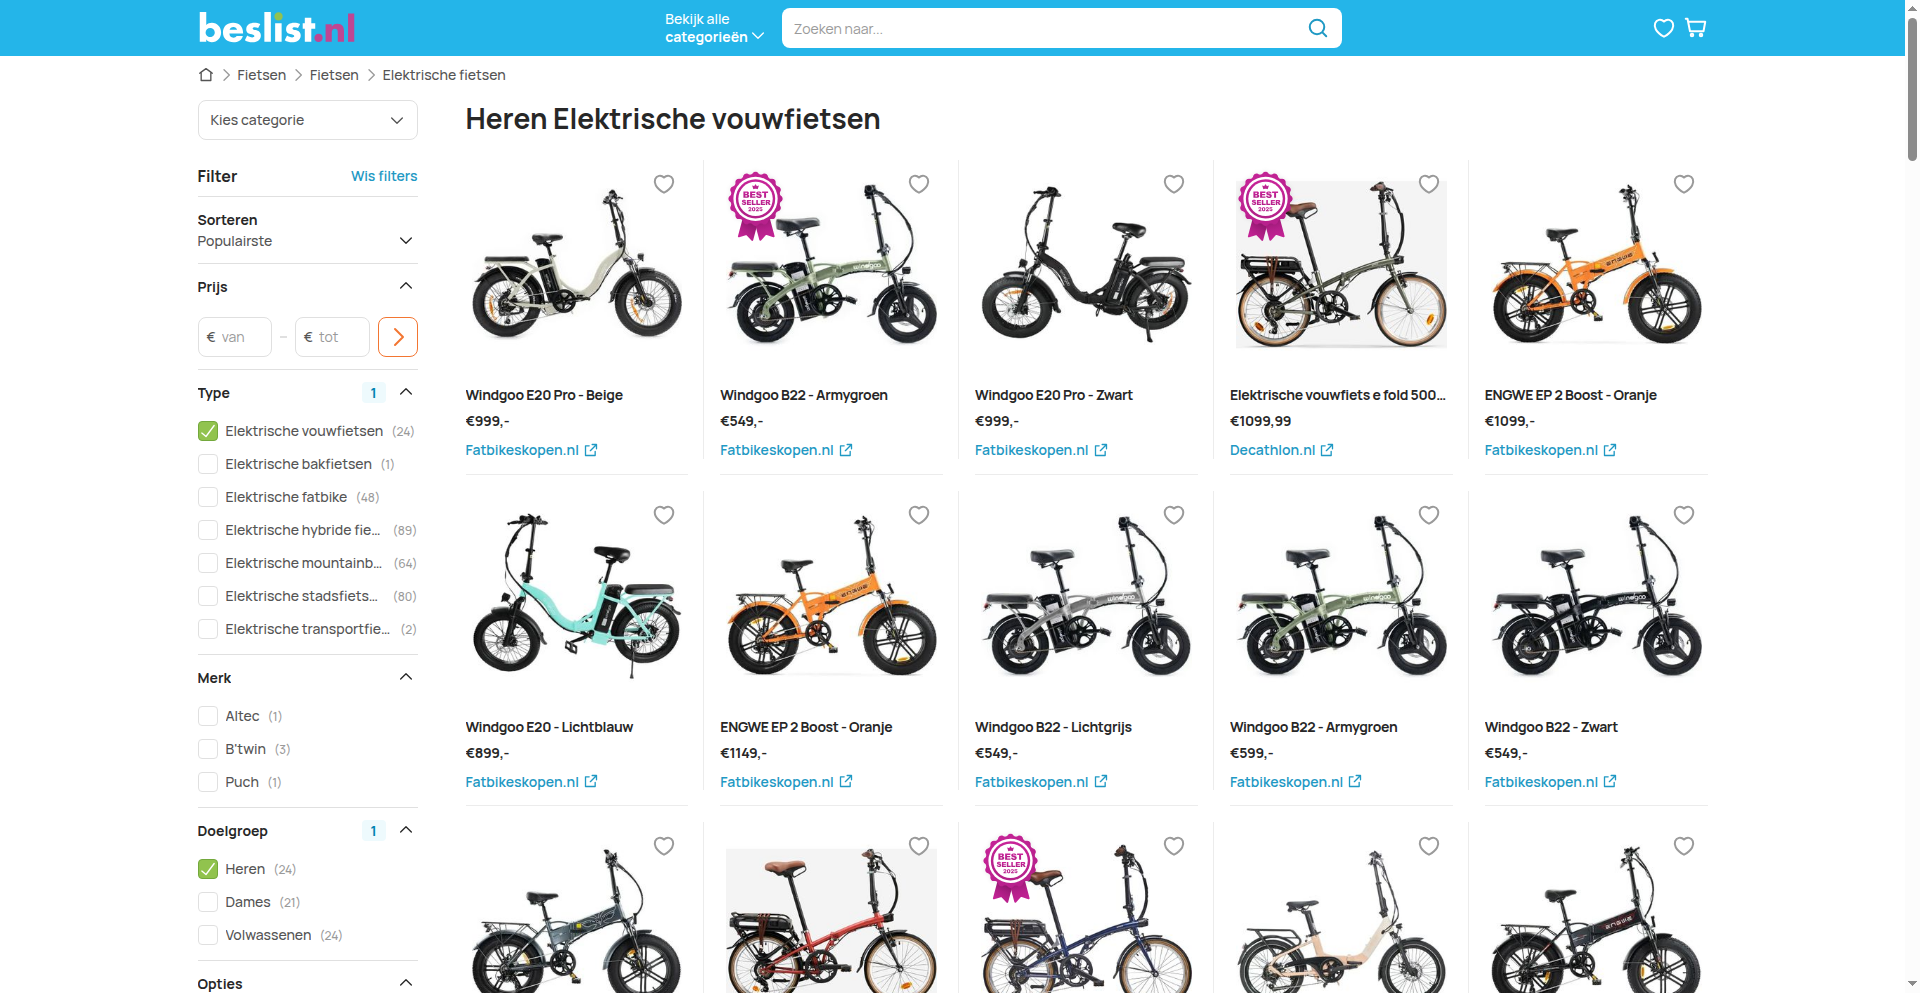 beslist.nl
Bekijk alle
categorieën
Zoeken naar...
Fietsen
Fietsen
Elektrische fietsen
Kies categorie
Heren Elektrische vouwfietsen
Filter
Wis filters
Sorteren
Populairste
Prijs
€ van
–
€ tot
Type
1
Elektrische vouwfietsen (24)
Elektrische bakfietsen (1)
Elektrische fatbike (48)
Elektrische hybride fie... (89)
Elektrische mountainb... (64)
Elektrische stadsfiets... (80)
Elektrische transportfie... (2)
Merk
Altec (1)
B'twin (3)
Puch (1)
Doelgroep
1
Heren (24)
Dames (21)
Volwassenen (24)
Opties
Windgoo E20 Pro - Beige
€999,-
Fatbikeskopen.nl
BEST
SELLER
2025
windgoo
Windgoo B22 - Armygroen
€549,-
Fatbikeskopen.nl
Windgoo E20 Pro - Zwart
€999,-
Fatbikeskopen.nl
BEST
SELLER
2025
Elektrische vouwfiets e fold 500...
€1099,99
Decathlon.nl
ENGWE
ENGWE EP 2 Boost - Oranje
€1099,-
Fatbikeskopen.nl
Windgoo E20 - Lichtblauw
€899,-
Fatbikeskopen.nl
ENGWE
ENGWE EP 2 Boost - Oranje
€1149,-
Fatbikeskopen.nl
windgoo
Windgoo B22 - Lichtgrijs
€549,-
Fatbikeskopen.nl
windgoo
Windgoo B22 - Armygroen
€599,-
Fatbikeskopen.nl
windgoo
Windgoo B22 - Zwart
€549,-
Fatbikeskopen.nl
BEST
SELLER
2025
ENGWE